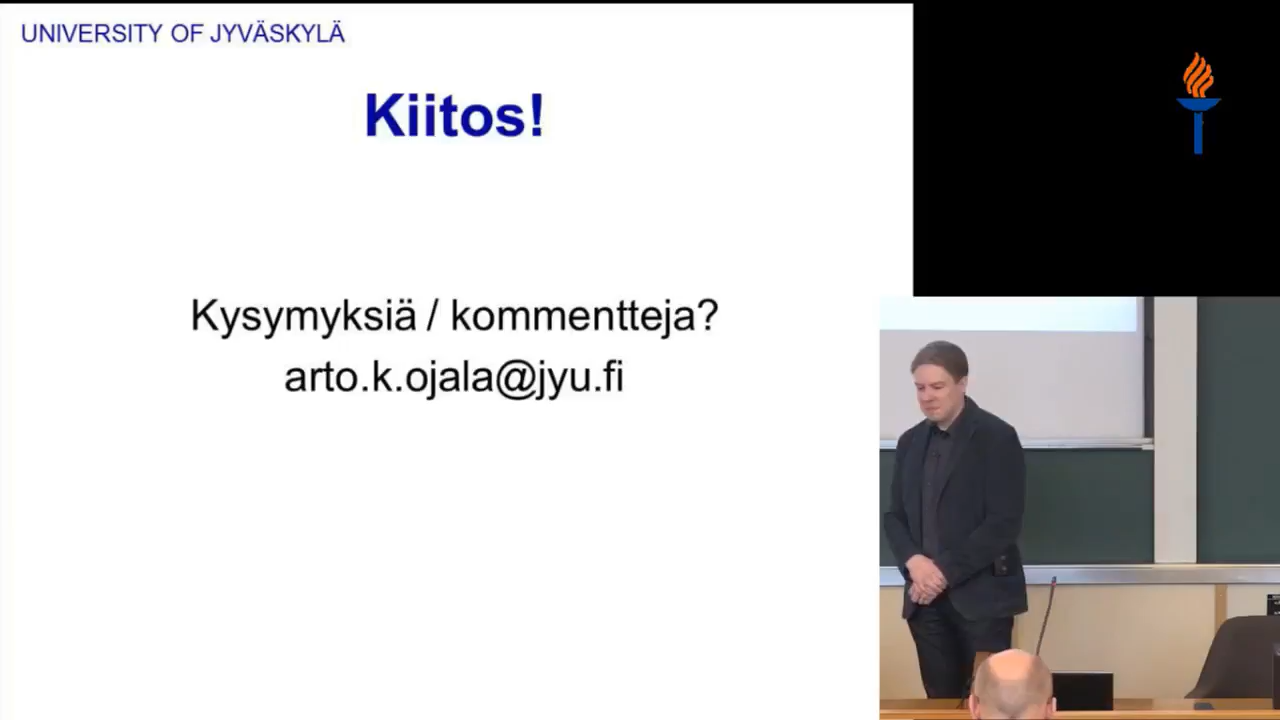 UNIVERSITY OF JYVÄSKYLÄ
Kiitos!
Kysymyksiä / kommentteja?
arto.k.ojala@jyu.fi